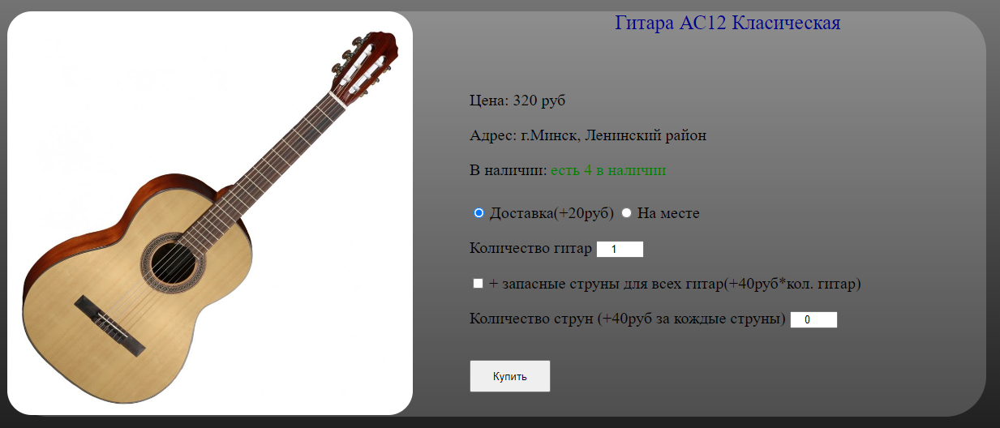 Гитара AC12 Класическая
Цена: 320 руб
Адрес: г.Минск, Ленинский район
В наличии: есть 4 в наличии
Доставка(+20руб) На месте
Количество гитар 1
+ запасные струны для всех гитар(+40руб*кол. гитар)
Количество струн (+40руб за кождые струны) 0
Купить